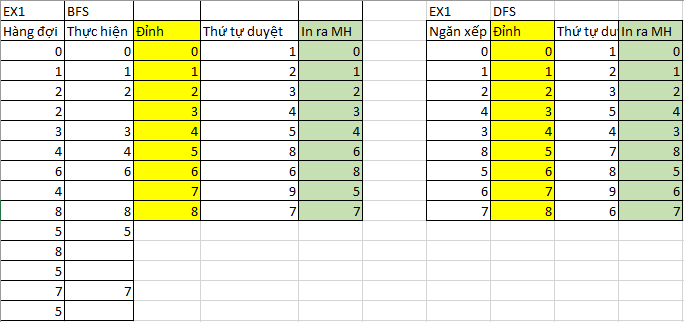 EX1 BFS EX1 DFS
Hàng đợi Thực hiện Đỉnh Thứ tự duyệt In ra MH Ngăn xếp Đỉnh Thứ tự du In ra MH
0 0 0 1 0 0 0 1 0
1 1 1 2 1 1 1 2 1
2 2 2 3 2 2 2 3 2
2 3 4 3 4 3 5 4
3 3 4 5 4 3 4 4 3
4 4 5 8 6 8 5 7 8
6 6 6 6 8 5 6 8 5
4 7 9 5 6 7 9 6
8 8 8 7 7 7 8 6 7
5 5
8
5
7 7
5